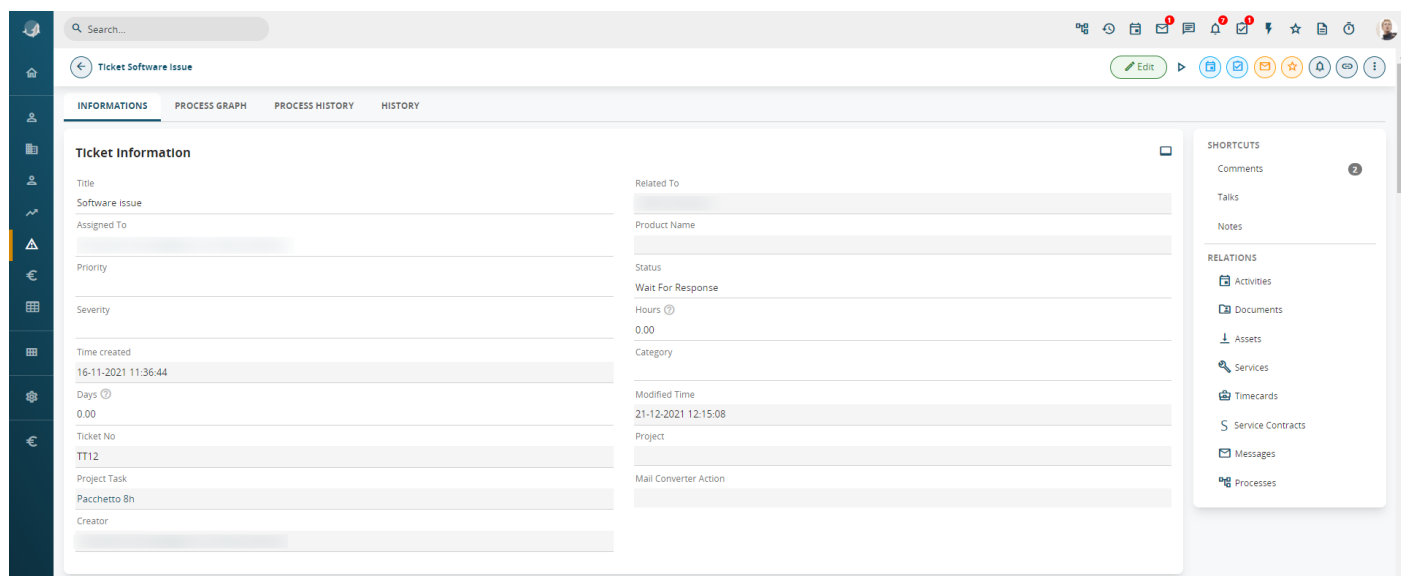 Search...
1
7
1
Ticket Software Issue
Edit
INFORMATIONS PROCESS GRAPH PROCESS HISTORY HISTORY
Ticket Information
Title
Software issue
Related To
Assigned To
Product Name
Priority
Status
Wait For Response
Severity
Hours
0.00
Time created
16-11-2021 11:36:44
Category
Days
0.00
Modified Time
21-12-2021 12:15:08
Ticket No
TT12
Project
Project Task
Pacchetto 8h
Mail Converter Action
Creator
SHORTCUTS
Comments 2
Talks
Notes
RELATIONS
Activities
Documents
Assets
Services
Timecards
Service Contracts
Messages
Processes